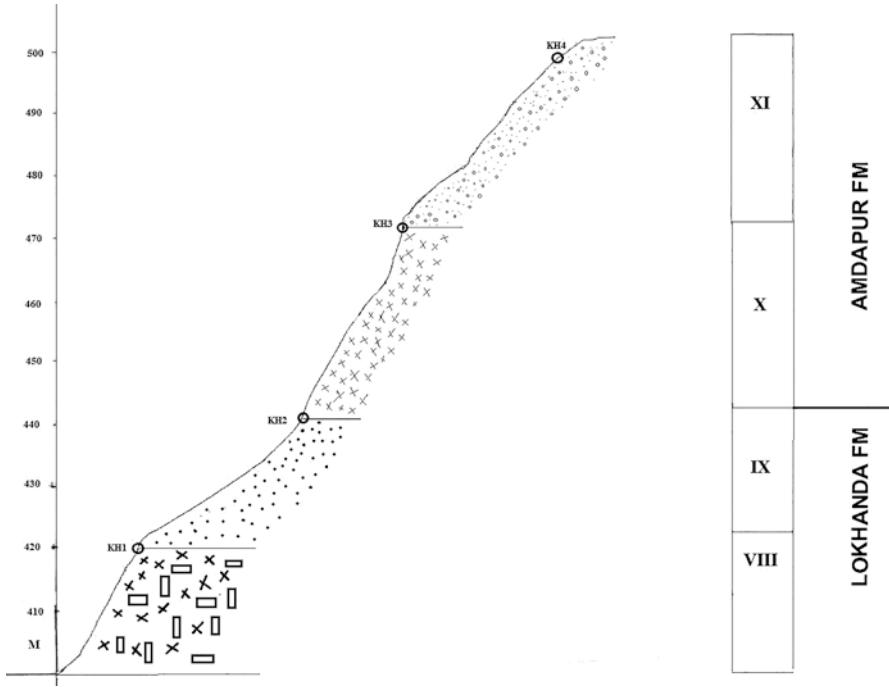 500
490
480
470
460
450
440
430
420
410
M
KH4
KH3
KH2
KH1
XI
X
IX
VIII
AMDAPUR FM
LOKHANDA FM